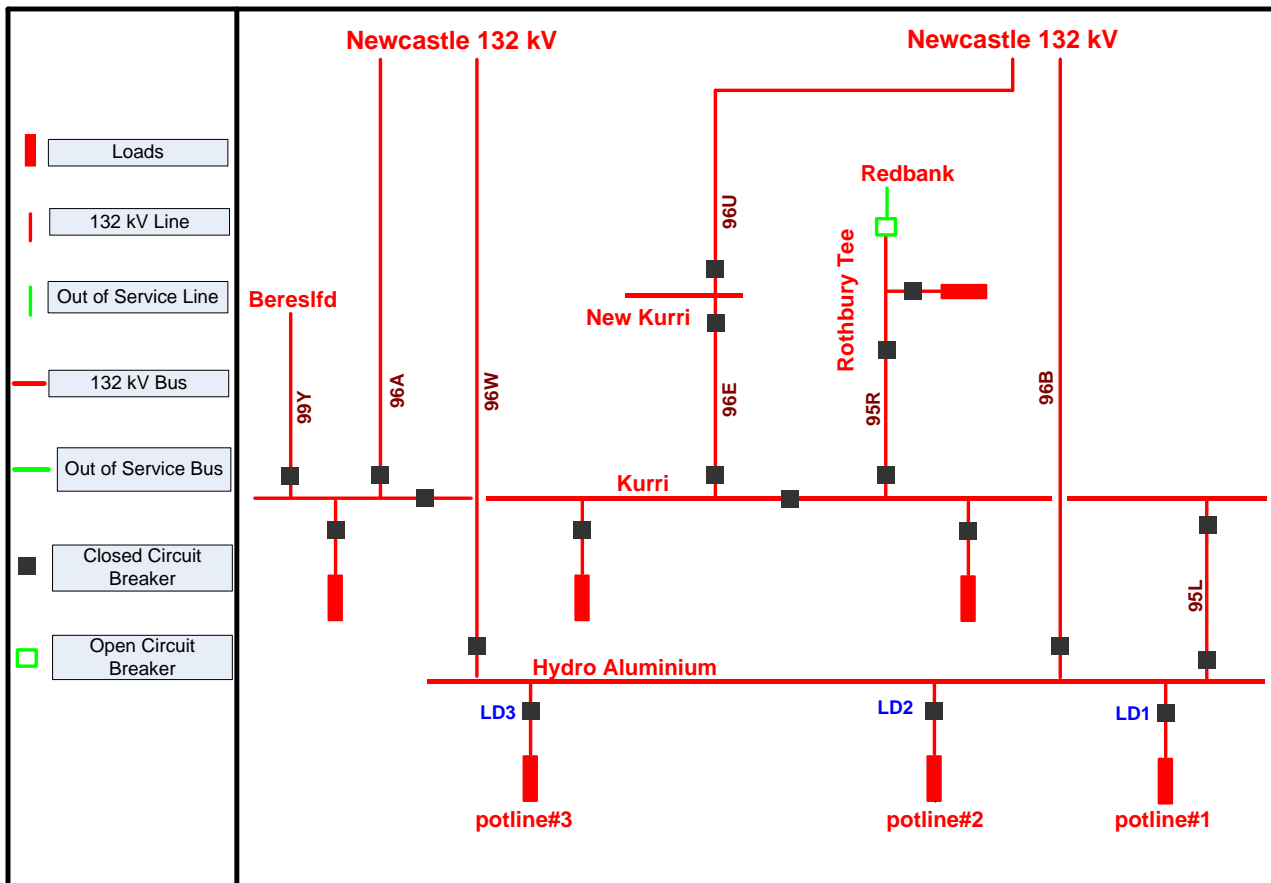 Loads
132 kV Line
Out of Service Line
132 kV Bus
Out of Service Bus
Closed Circuit
Breaker
Open Circuit
Breaker
Newcastle 132 kV
Newcastle 132 kV
Redbank
Rothbury Tee
96U
Bereslfd
New Kurri
99Y
96A
96W
96E
95R
96B
Kurri
95L
Hydro Aluminium
LD3
LD2
LD1
potline#3
potline#2
potline#1